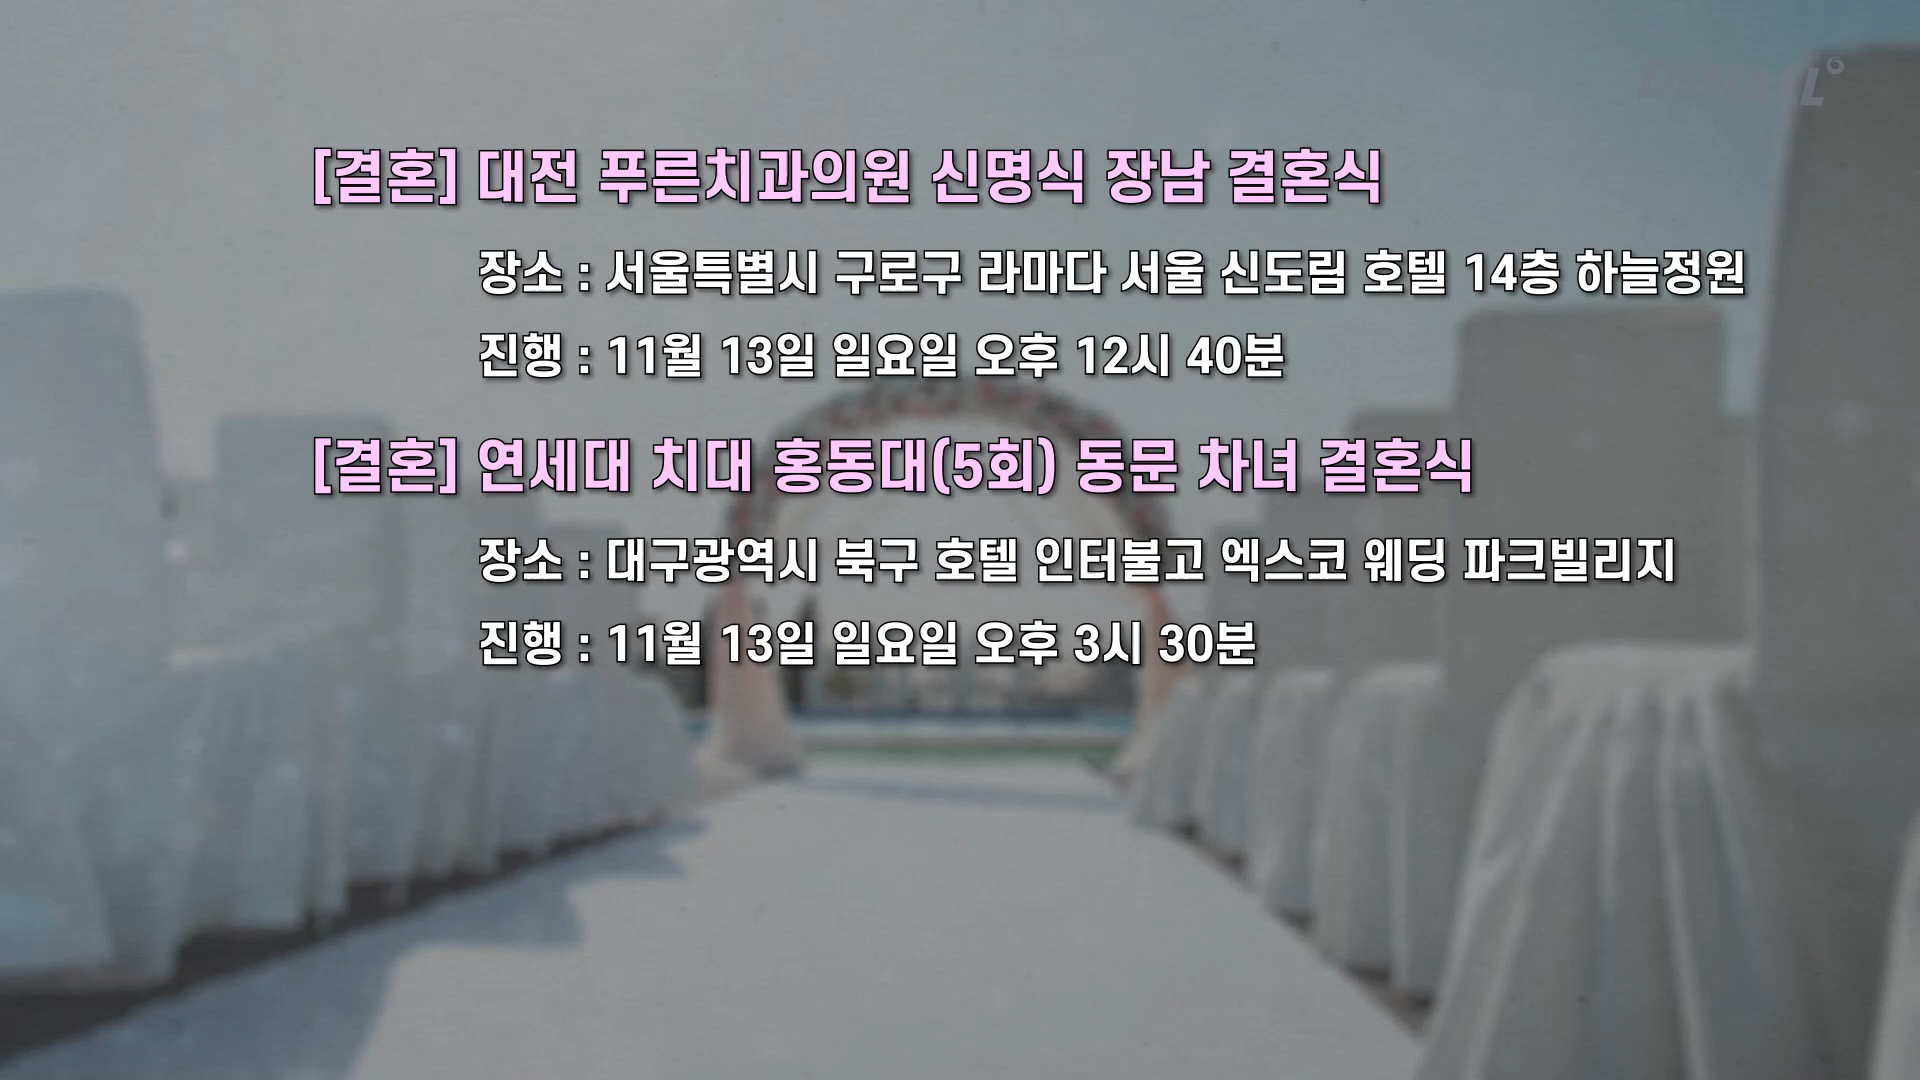 [결혼] 대전 푸른치과의원 신명식 장남 결혼식
장소 : 서울특별시 구로구 라마다 서울 신도림 호텔 14층 하늘정원
진행 : 11월 13일 일요일 오후 12시 40분
[결혼] 연세대 치대 홍동대(5회) 동문 차녀 결혼식
장소 : 대구광역시 북구 호텔 인터불고 엑스코 웨딩 파크빌리지
진행 : 11월 13일 일요일 오후 3시 30분